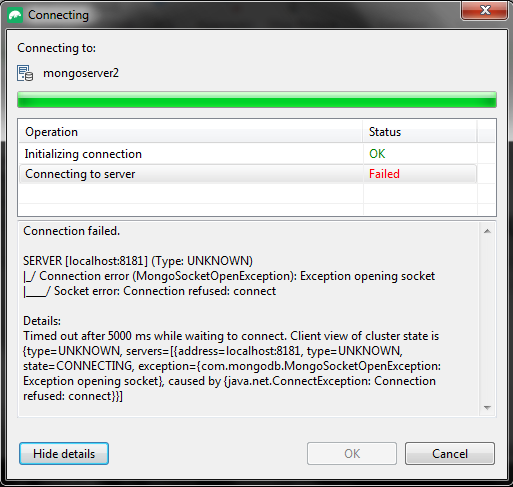 Connecting
Connecting to:
mongoserver2
Operation Status
Initializing connection OK
Connecting to server Failed
Connection failed.
SERVER [localhost:8181] (Type: UNKNOWN)
|_/ Connection error (MongoSocketOpenException): Exception opening socket
|___/ Socket error: Connection refused: connect
Details:
Timed out after 5000 ms while waiting to connect. Client view of cluster state is
{type=UNKNOWN, servers=[{address=localhost:8181, type=UNKNOWN,
state=CONNECTING, exception={com.mongodb.MongoSocketOpenException:
Exception opening socket}, caused by {java.net.ConnectException: Connection
refused: connect}}]
Hide details OK Cancel